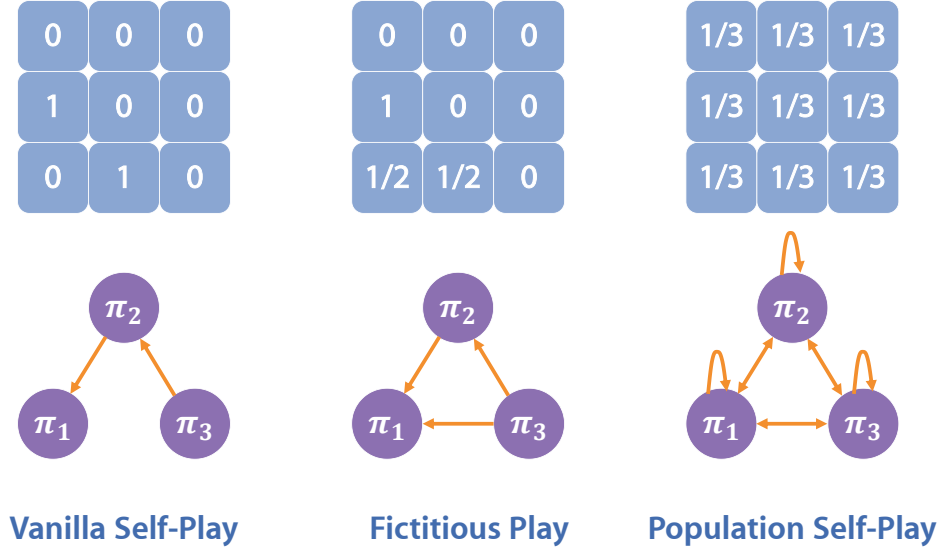 0 0 0
1 0 0
0 1 0
0 0 0
1 0 0
1/2 1/2 0
1/3 1/3 1/3
1/3 1/3 1/3
1/3 1/3 1/3
π₂
π₁ π₃
π₂
π₁ π₃
π₂
π₁ π₃
Vanilla Self-Play
Fictitious Play
Population Self-Play